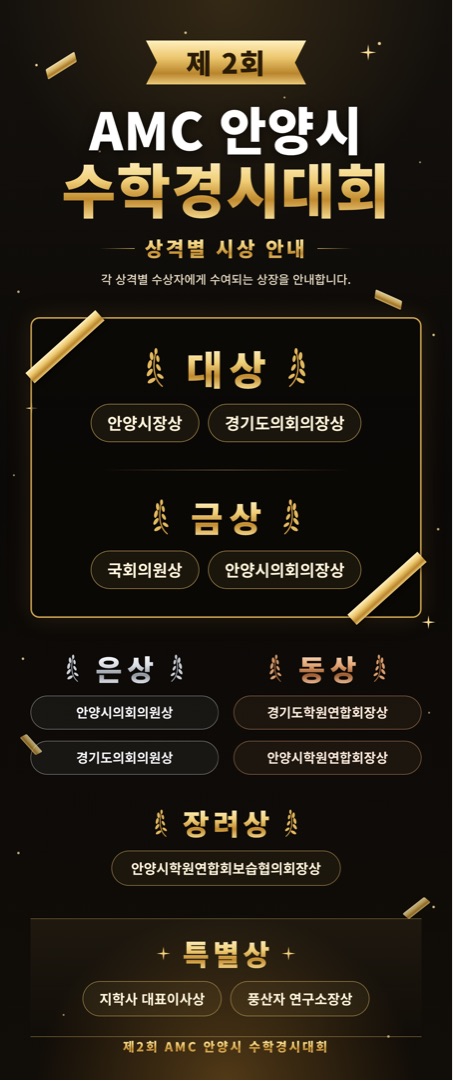 제 2회
AMC 안양시
수학경시대회
상격별 시상 안내
각 상격별 수상자에게 수여되는 상장을 안내합니다.
대상
안양시장상 경기도의회의장상
금상
국회의원상 안양시의회의장상
은상
안양시의회의원상
경기도의회의원상
동상
경기도학원연합회장상
안양시학원연합회장상
장려상
안양시학원연합회보습협의회장상
특별상
지학사 대표이사상 풍산자 연구소장상
제2회 AMC 안양시 수학경시대회